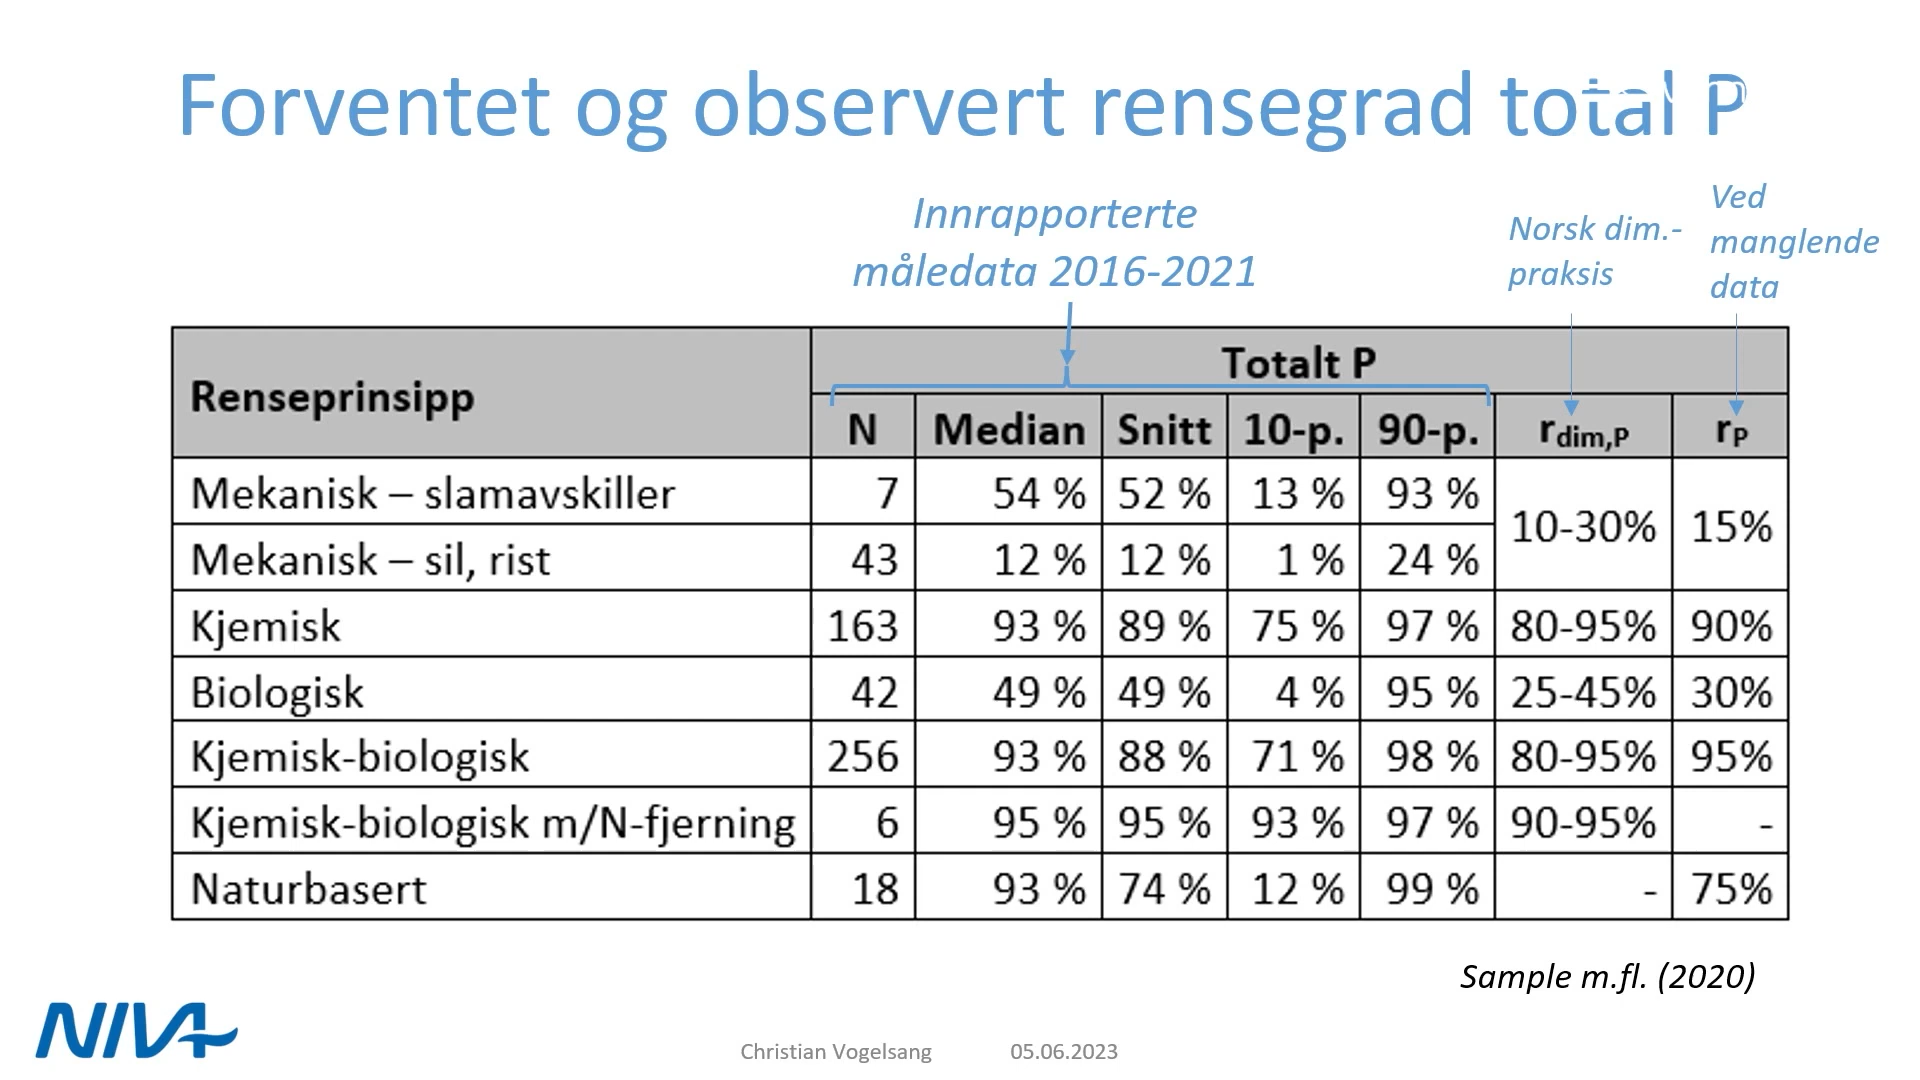 Forventet og observert rensegrad total P
Innrapporterte
måledata 2016-2021
Norsk dim.-
praksis
Ved
manglende
data
Renseprinsipp Totalt P
N Median Snitt 10-p. 90-p. rdim,P rP
Mekanisk – slamavskiller 7 54 % 52 % 13 % 93 % 10-30% 15%
Mekanisk – sil, rist 43 12 % 12 % 1 % 24 %
Kjemisk 163 93 % 89 % 75 % 97 % 80-95% 90%
Biologisk 42 49 % 49 % 4 % 95 % 25-45% 30%
Kjemisk-biologisk 256 93 % 88 % 71 % 98 % 80-95% 95%
Kjemisk-biologisk m/N-fjerning 6 95 % 95 % 93 % 97 % 90-95% -
Naturbasert 18 93 % 74 % 12 % 99 % - 75%
Sample m.fl. (2020)
NIVA
Christian Vogelsang 05.06.2023